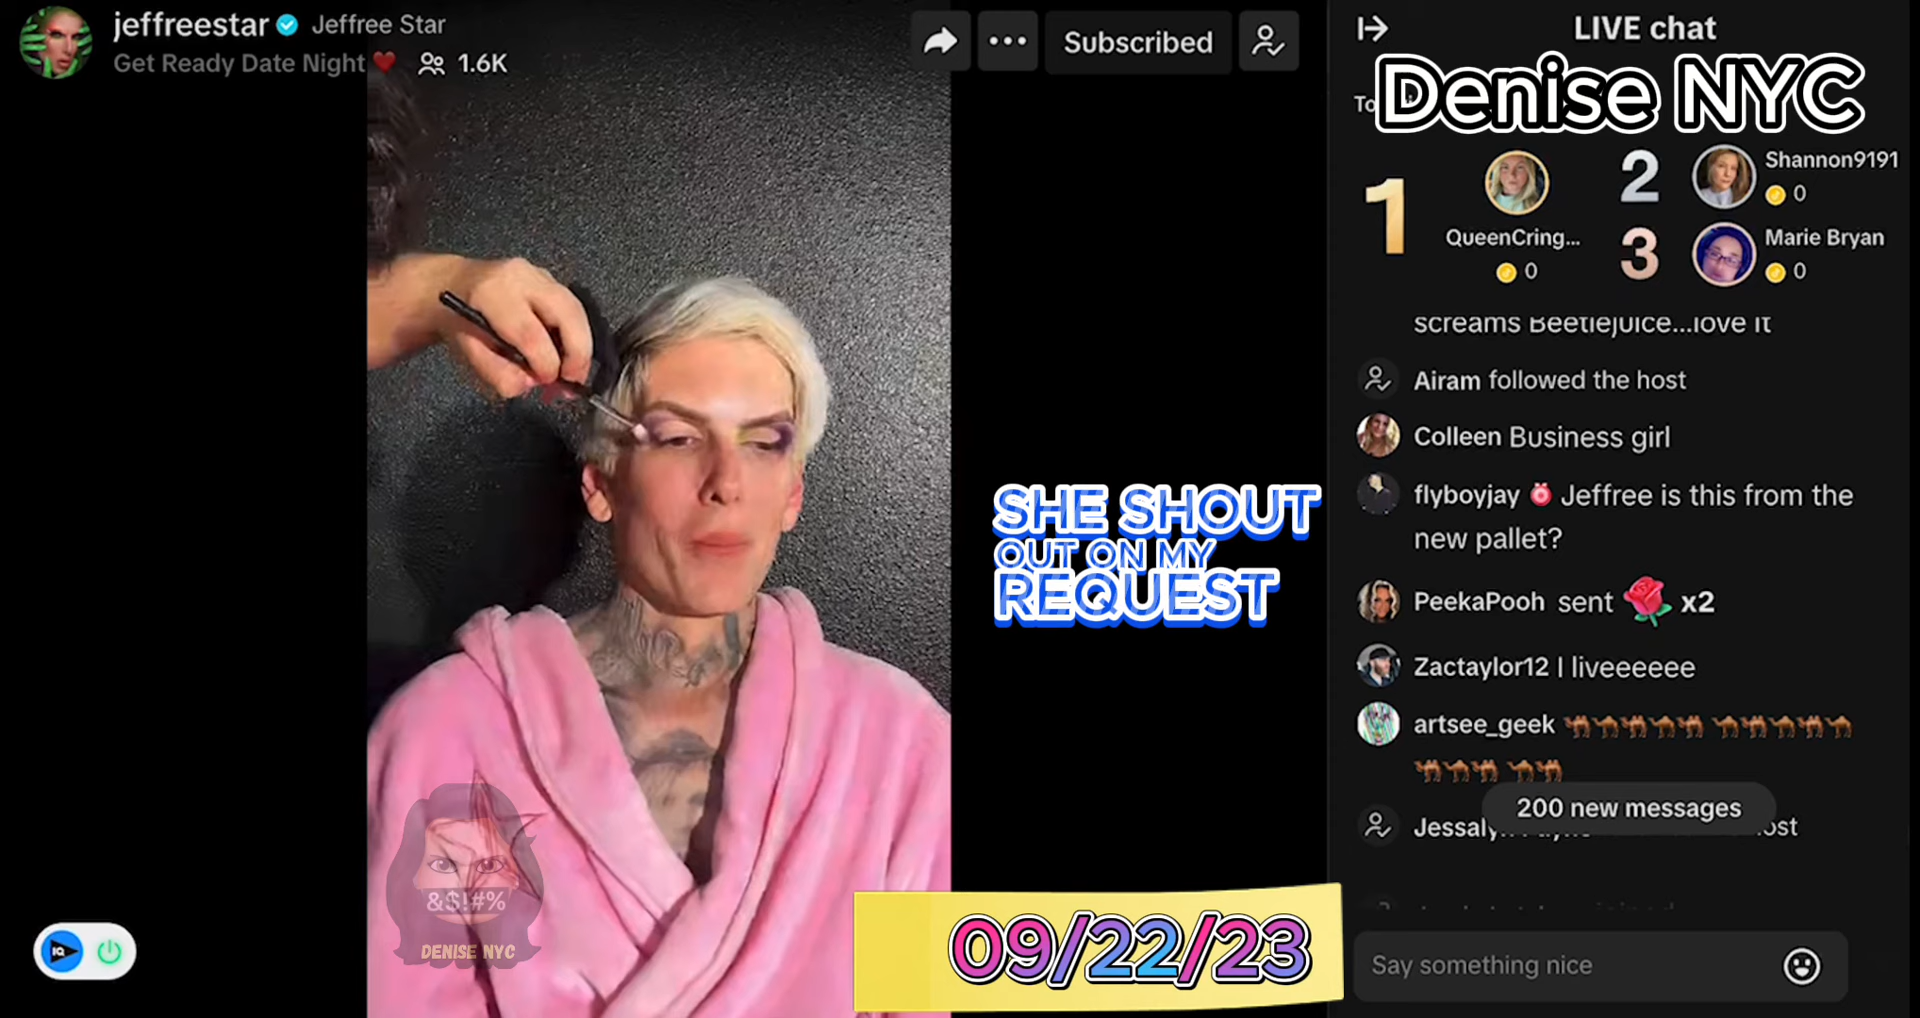 jeffreestar Jeffree Star
Get Ready Date Night 1.6K
Subscribed
LIVE chat
Denise NYC
1
QueenCring...
0
2
Shannon9191
0
3
Marie Bryan
0
screams Beetlejuice...love it
Airam followed the host
Colleen Business girl
flyboyjay Jeffree is this from the
new pallet?
PeekaPooh sent x2
Zactaylor12 I liveeeeee
artsee_geek
200 new messages
Say something nice
SHE SHOUT
OUT ON MY
REQUEST
&$!#%
DENISE NYC
IQ
09/22/23